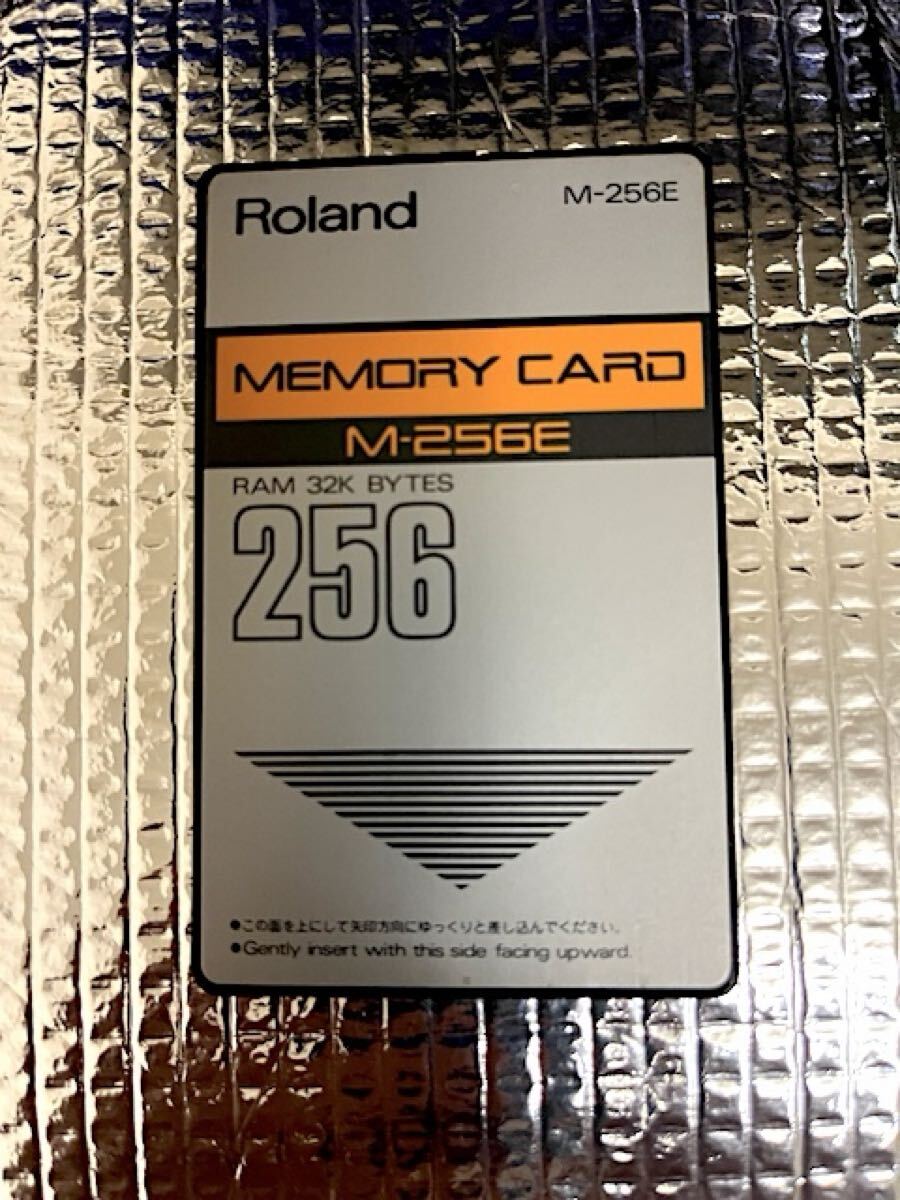 Roland
M-256E
MEMORY CARD
M-256E
RAM 32K BYTES
256
●この面を上にして矢印方向にゆっくりと差し込んでください。
●Gently insert with this side facing upward.